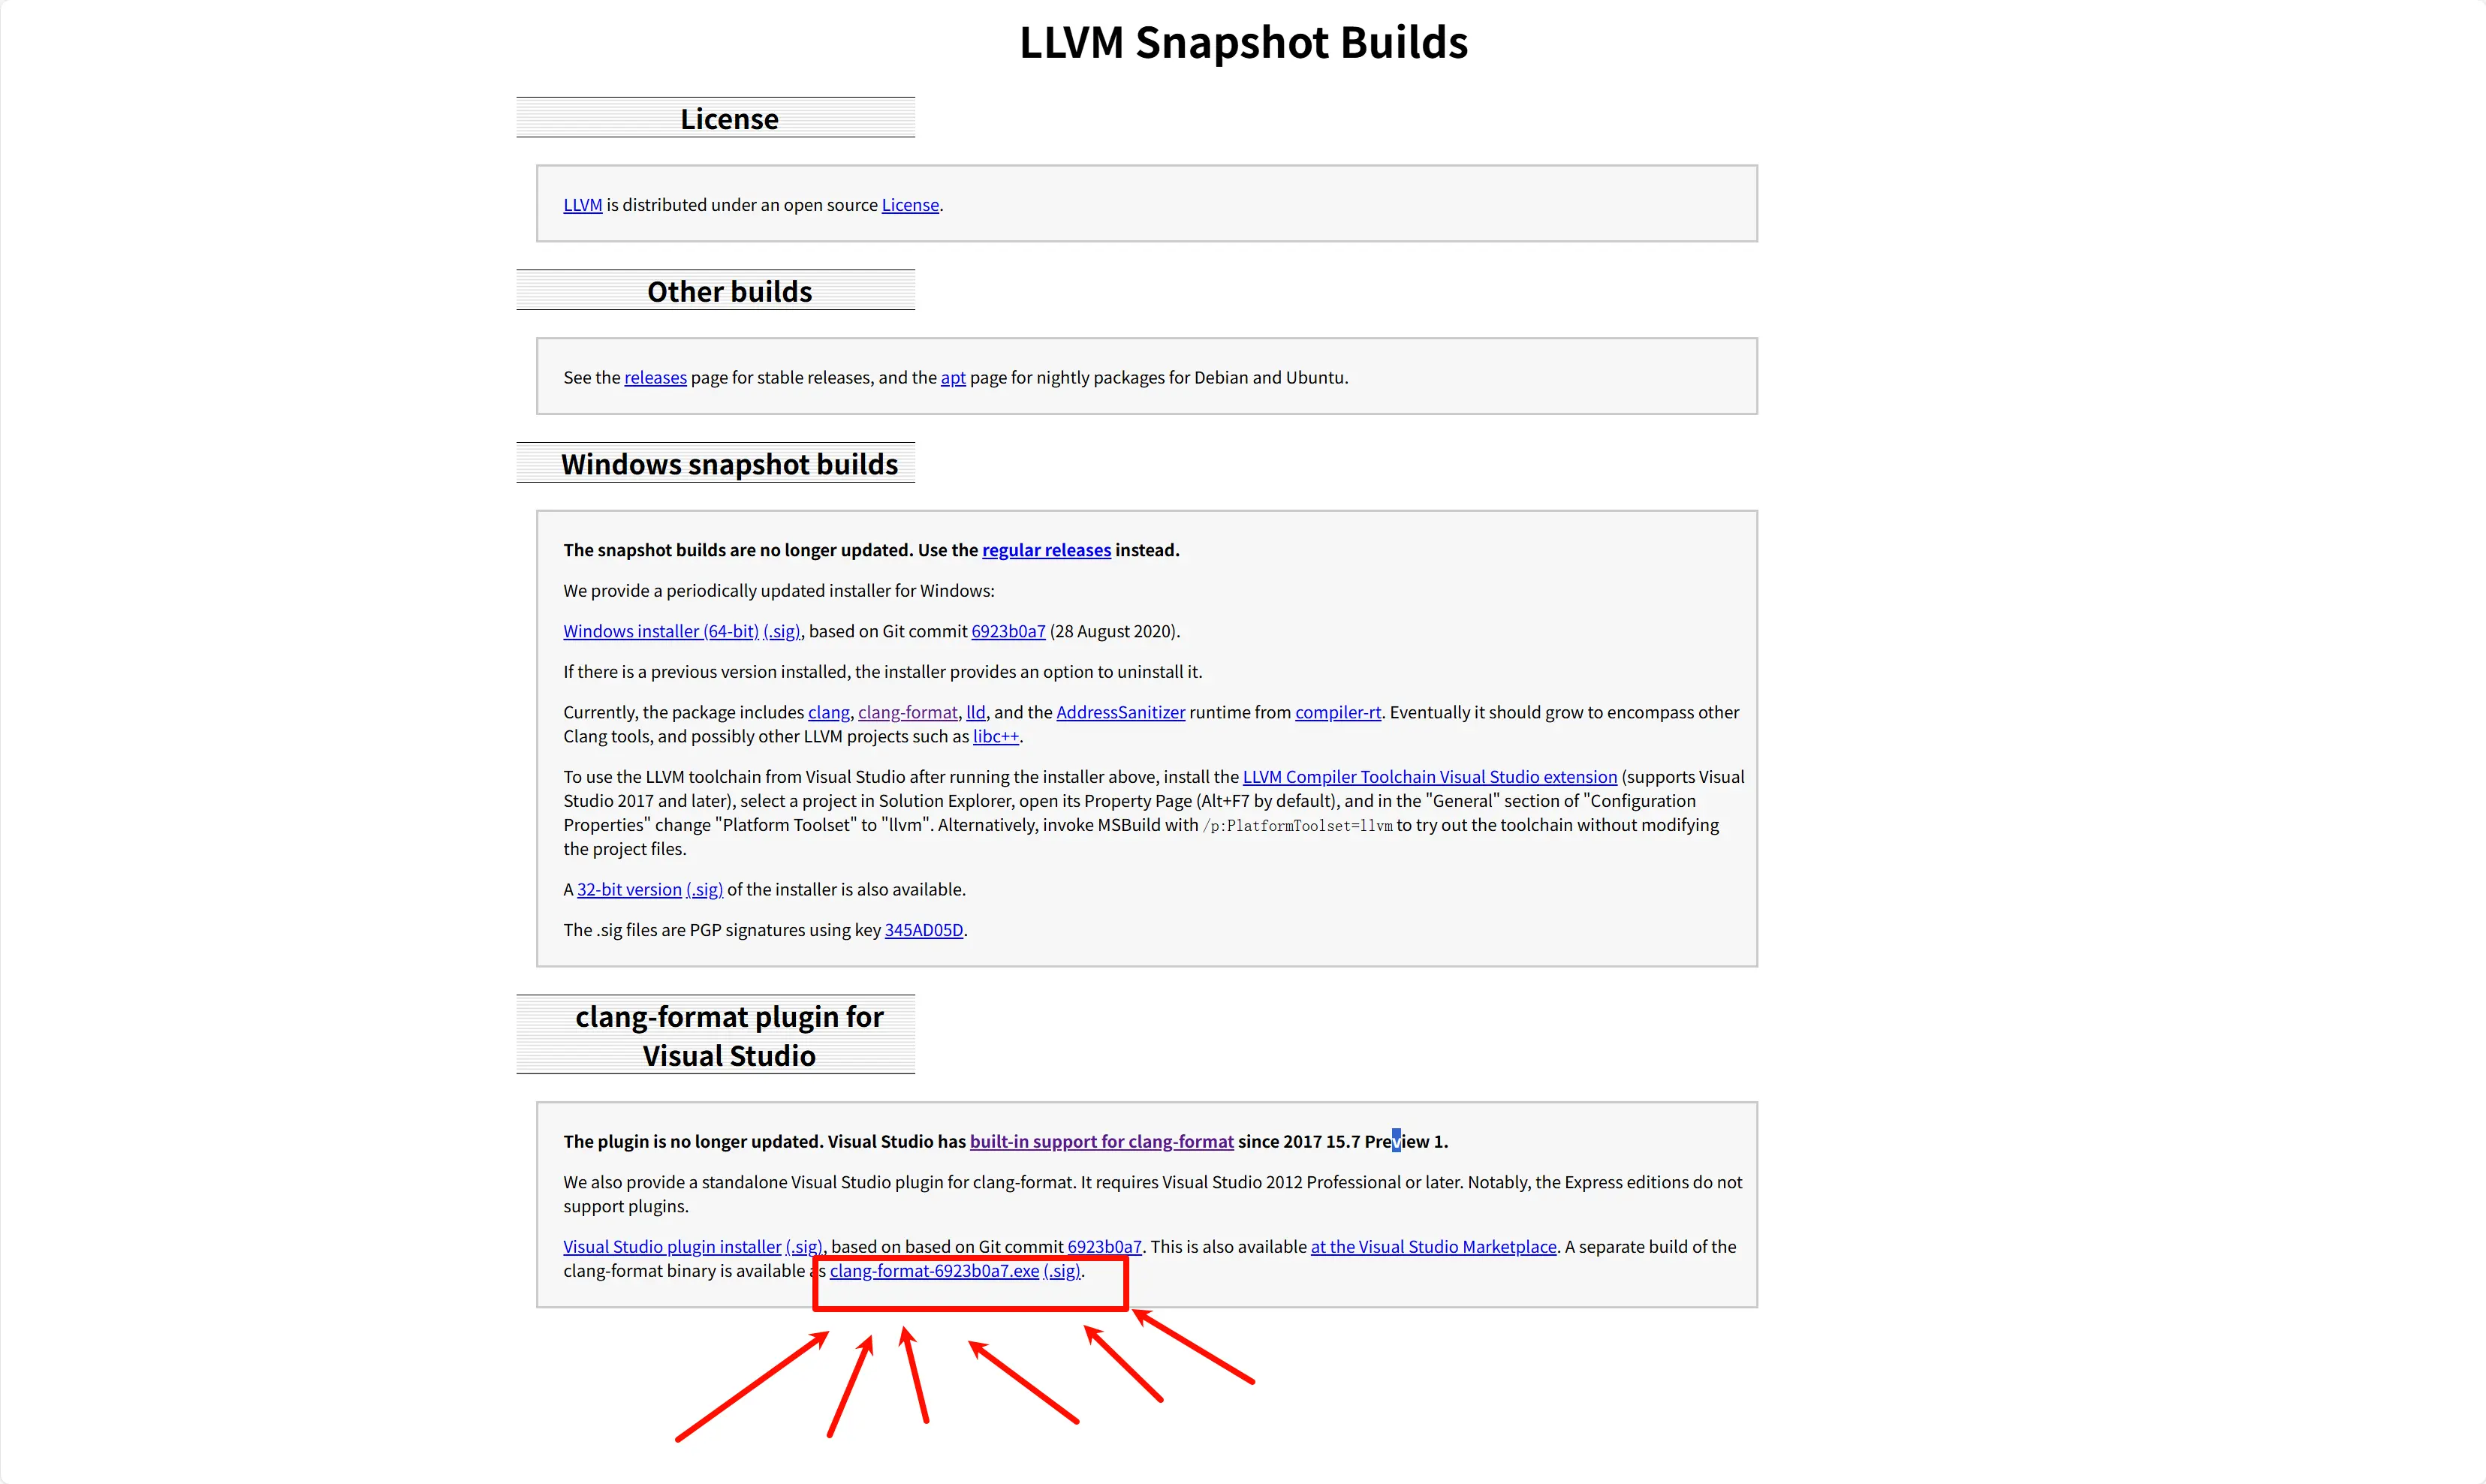 LLVM Snapshot Builds
License
LLVM is distributed under an open source License.
Other builds
See the releases page for stable releases, and the apt page for nightly packages for Debian and Ubuntu.
Windows snapshot builds
The snapshot builds are no longer updated. Use the regular releases instead.
We provide a periodically updated installer for Windows:
Windows installer (64-bit) (.sig), based on Git commit 6923b0a7 (28 August 2020).
If there is a previous version installed, the installer provides an option to uninstall it.
Currently, the package includes clang, clang-format, lld, and the AddressSanitizer runtime from compiler-rt. Eventually it should grow to encompass other
Clang tools, and possibly other LLVM projects such as libc++.
To use the LLVM toolchain from Visual Studio after running the installer above, install the LLVM Compiler Toolchain Visual Studio extension (supports Visual
Studio 2017 and later), select a project in Solution Explorer, open its Property Page (Alt+F7 by default), and in the "General" section of "Configuration
Properties" change "Platform Toolset" to "llvm". Alternatively, invoke MSBuild with /p:PlatformToolset=llvm to try out the toolchain without modifying
the project files.
A 32-bit version (.sig) of the installer is also available.
The .sig files are PGP signatures using key 345AD05D.
clang-format plugin for
Visual Studio
The plugin is no longer updated. Visual Studio has built-in support for clang-format since 2017 15.7 Preview 1.
We also provide a standalone Visual Studio plugin for clang-format. It requires Visual Studio 2012 Professional or later. Notably, the Express editions do not
support plugins.
Visual Studio plugin installer (.sig), based on based on Git commit 6923b0a7. This is also available at the Visual Studio Marketplace. A separate build of the
clang-format binary is available as clang-format-6923b0a7.exe (.sig).